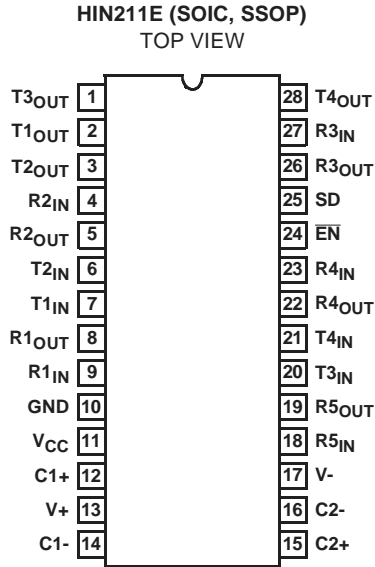 HIN211E (SOIC, SSOP)
TOP VIEW
T3OUT 1 28 T4OUT
T1OUT 2 27 R3IN
T2OUT 3 26 R3OUT
R2IN 4 25 SD
R2OUT 5 24 E̅N̅
T2IN 6 23 R4IN
T1IN 7 22 R4OUT
R1OUT 8 21 T4IN
R1IN 9 20 T3IN
GND 10 19 R5OUT
VCC 11 18 R5IN
C1+ 12 17 V-
V+ 13 16 C2-
C1- 14 15 C2+